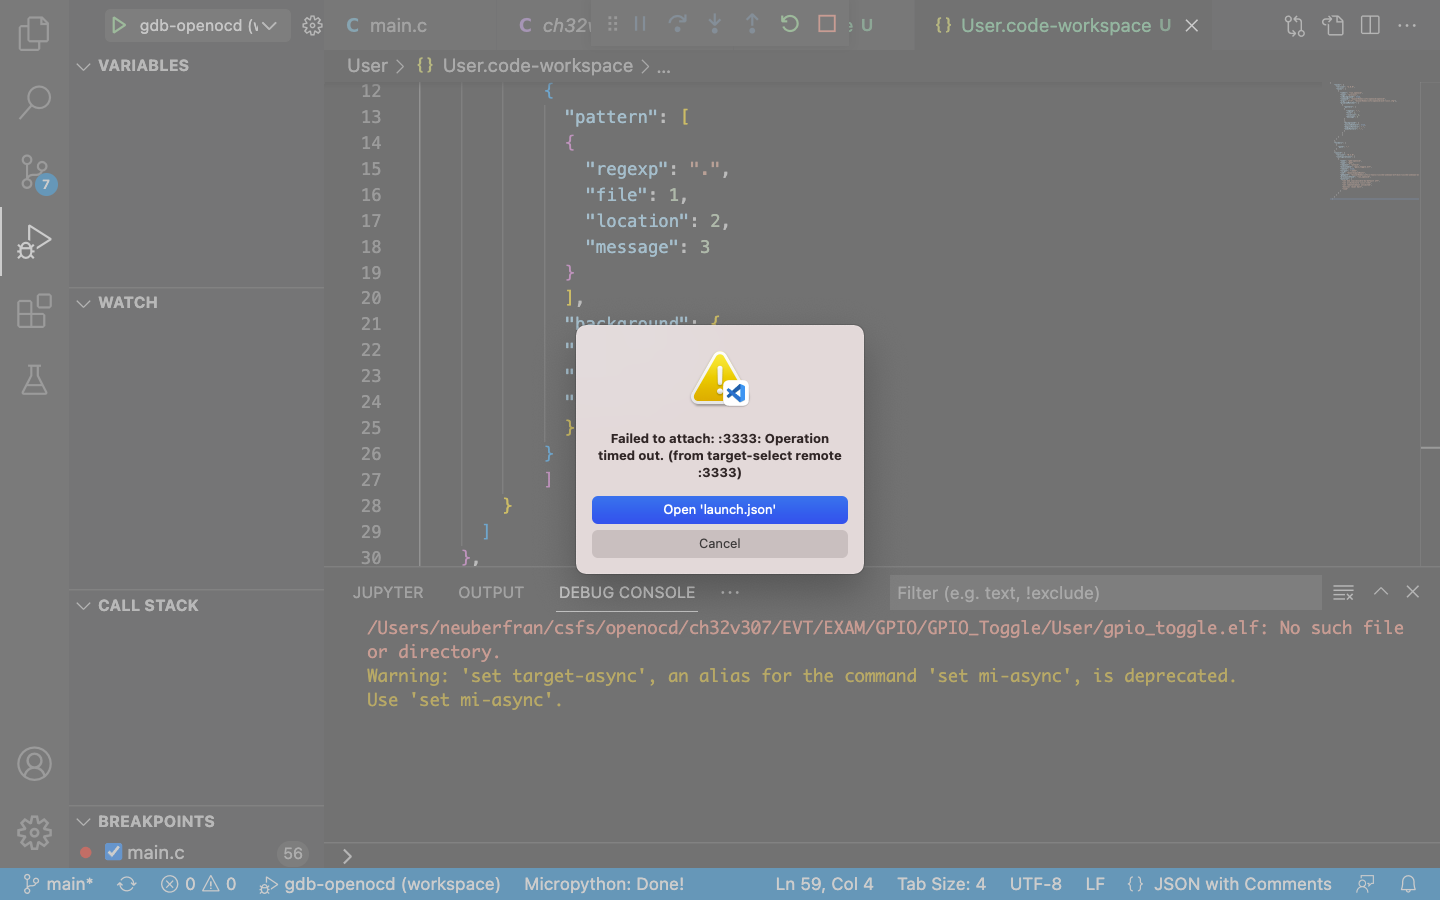 gdb-openocd (
main.c
ch32
e U
User.code-workspace U
VARIABLES
User > {} User.code-workspace > ...
12 {
13 "pattern": [
14 {
15 "regexp": ".",
16 "file": 1,
17 "location": 2,
18 "message": 3
19 }
20 ],
21 "background": {
22 "
23 "
24 "
25 }
26 }
27 ]
28 }
29 ]
30 },
7
WATCH
CALL STACK
BREAKPOINTS
main.c 56
Failed to attach: :3333: Operation
timed out. (from target-select remote
:3333)
Open 'launch.json'
Cancel
JUPYTER OUTPUT DEBUG CONSOLE ...
Filter (e.g. text, !exclude)
/Users/neuberfran/csfs/openocd/ch32v307/EVT/EXAM/GPIO/GPIO_Toggle/User/gpio_toggle.elf: No such file
or directory.
Warning: 'set target-async', an alias for the command 'set mi-async', is deprecated.
Use 'set mi-async'.
>
main* 0 0 gdb-openocd (workspace) Micropython: Done! Ln 59, Col 4 Tab Size: 4 UTF-8 LF {} JSON with Comments